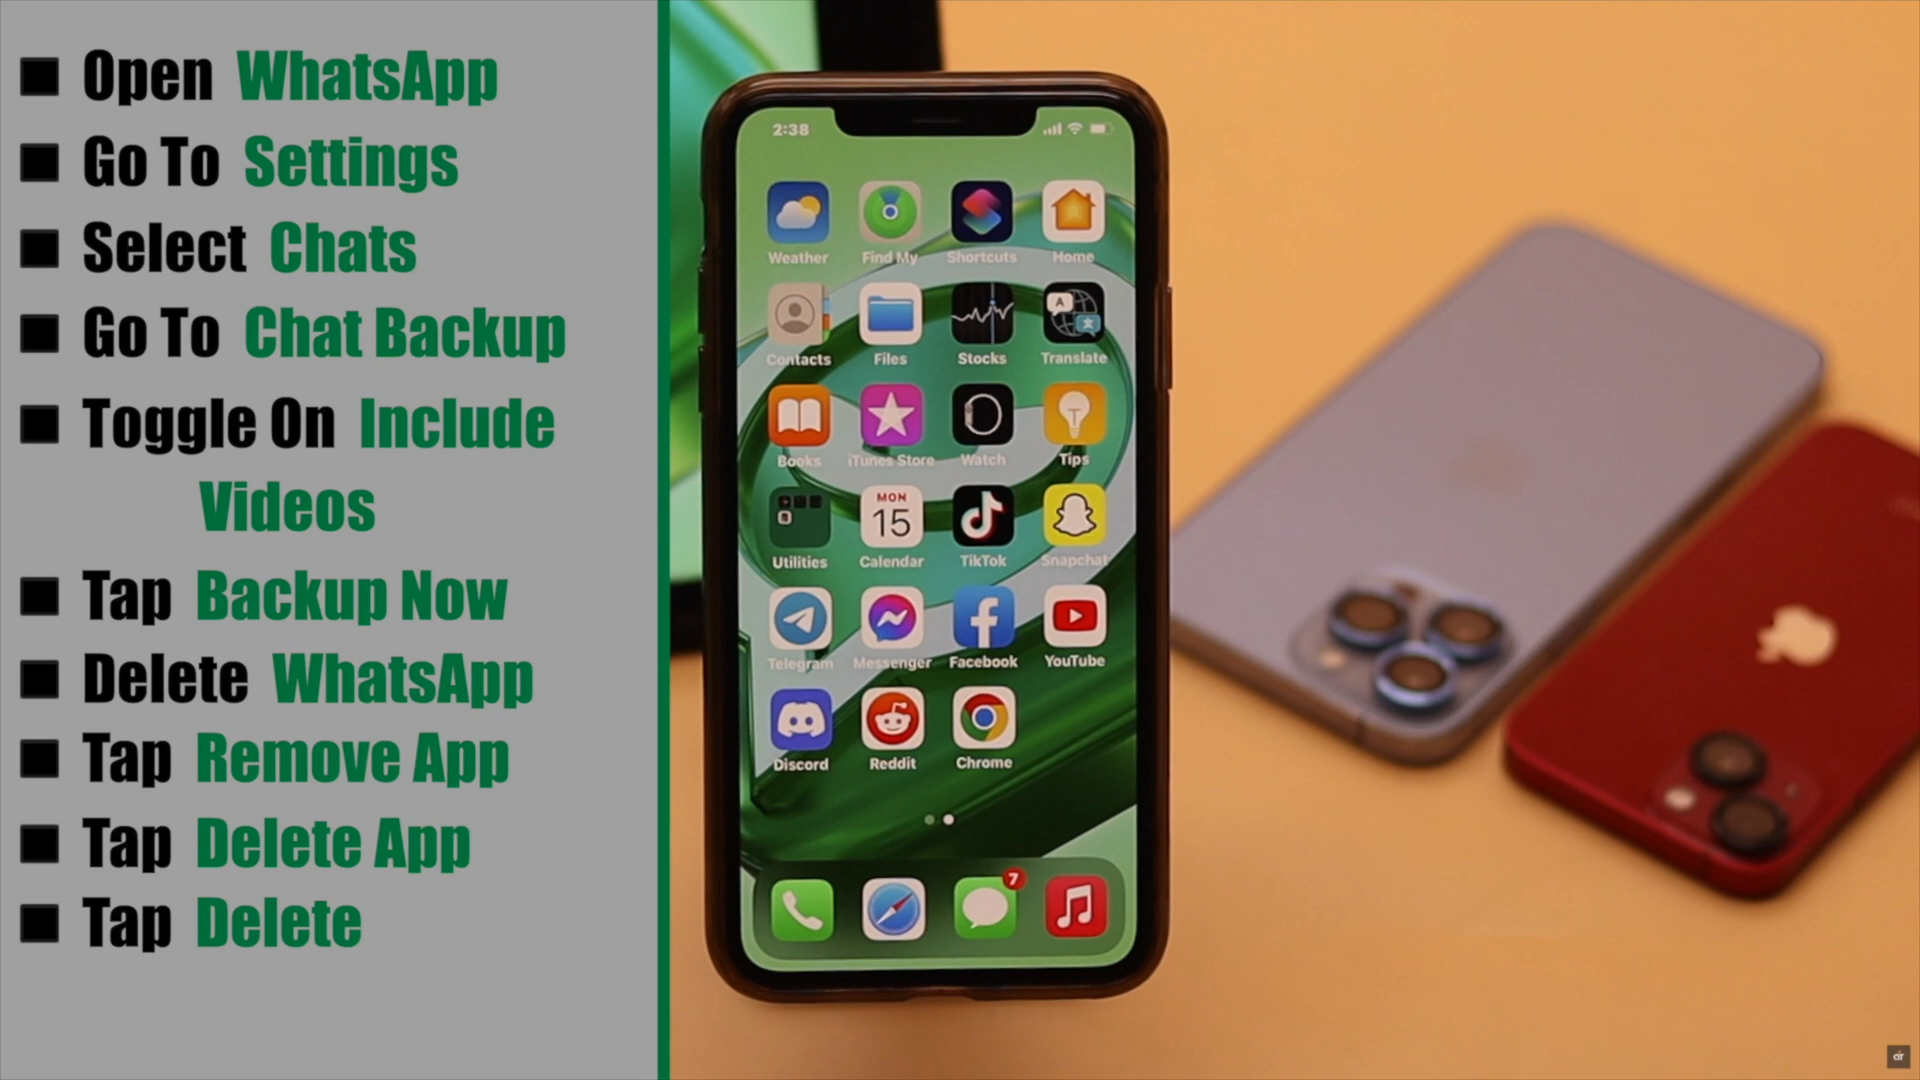 Open WhatsApp
Go To Settings
Select Chats
Go To Chat Backup
Toggle On Include
Videos
Tap Backup Now
Delete WhatsApp
Tap Remove App
Tap Delete App
Tap Delete
2:38
Weather Find My Shortcuts Home
A
Contacts Files Stocks Translate
Books iTunes Store Watch Tips
MON
15
Utilities Calendar TikTok Snapchat
Telegram Messenger Facebook YouTube
Discord Reddit Chrome
7
cir